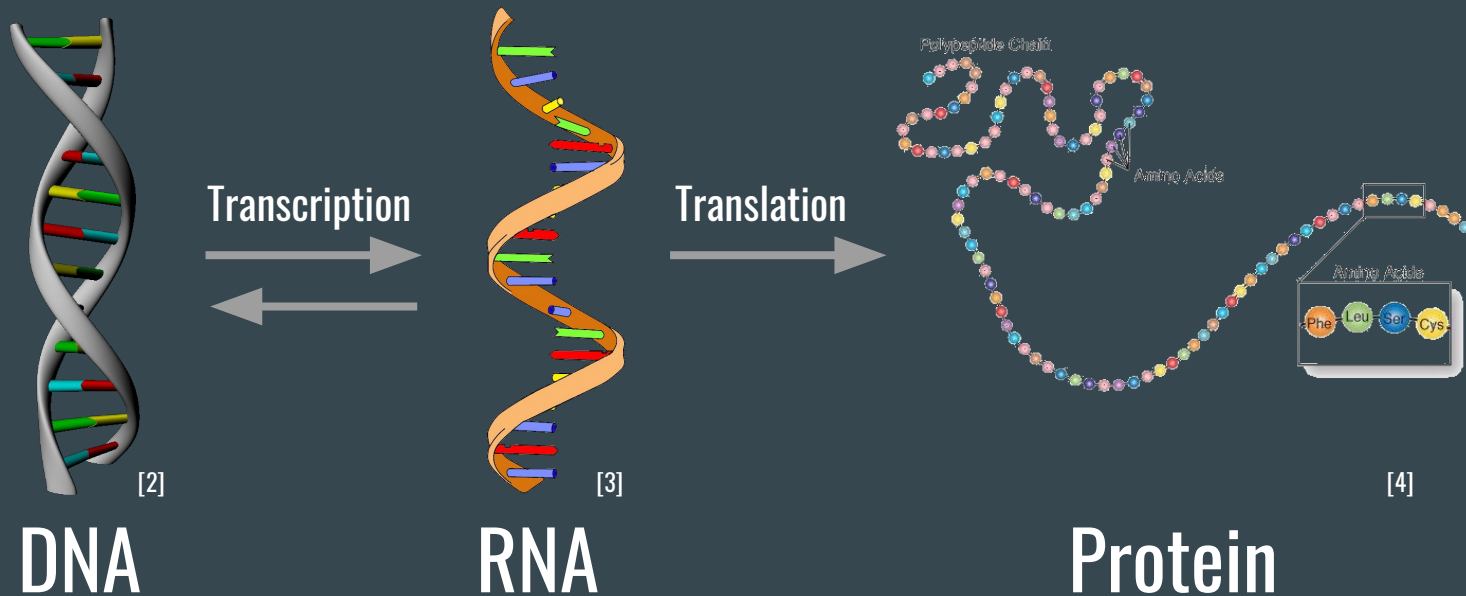 Polypeptide Chain
Transcription
Translation
Amino Acids
Amino Acids
Phe Leu Ser Cys
[2]
[3]
[4]
DNA
RNA
Protein